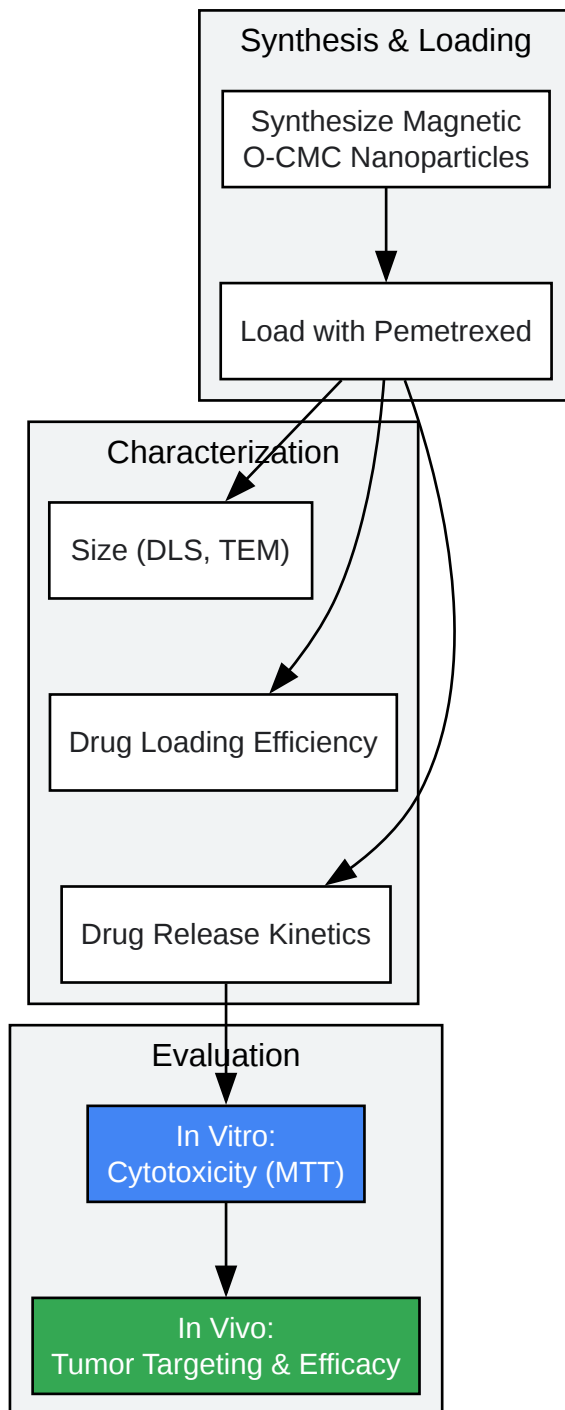 Synthesis & Loading
Synthesize Magnetic
O-CMC Nanoparticles
Load with Pemetrexed
Characterization
Size (DLS, TEM)
Drug Loading Efficiency
Drug Release Kinetics
Evaluation
In Vitro:
Cytotoxicity (MTT)
In Vivo:
Tumor Targeting & Efficacy